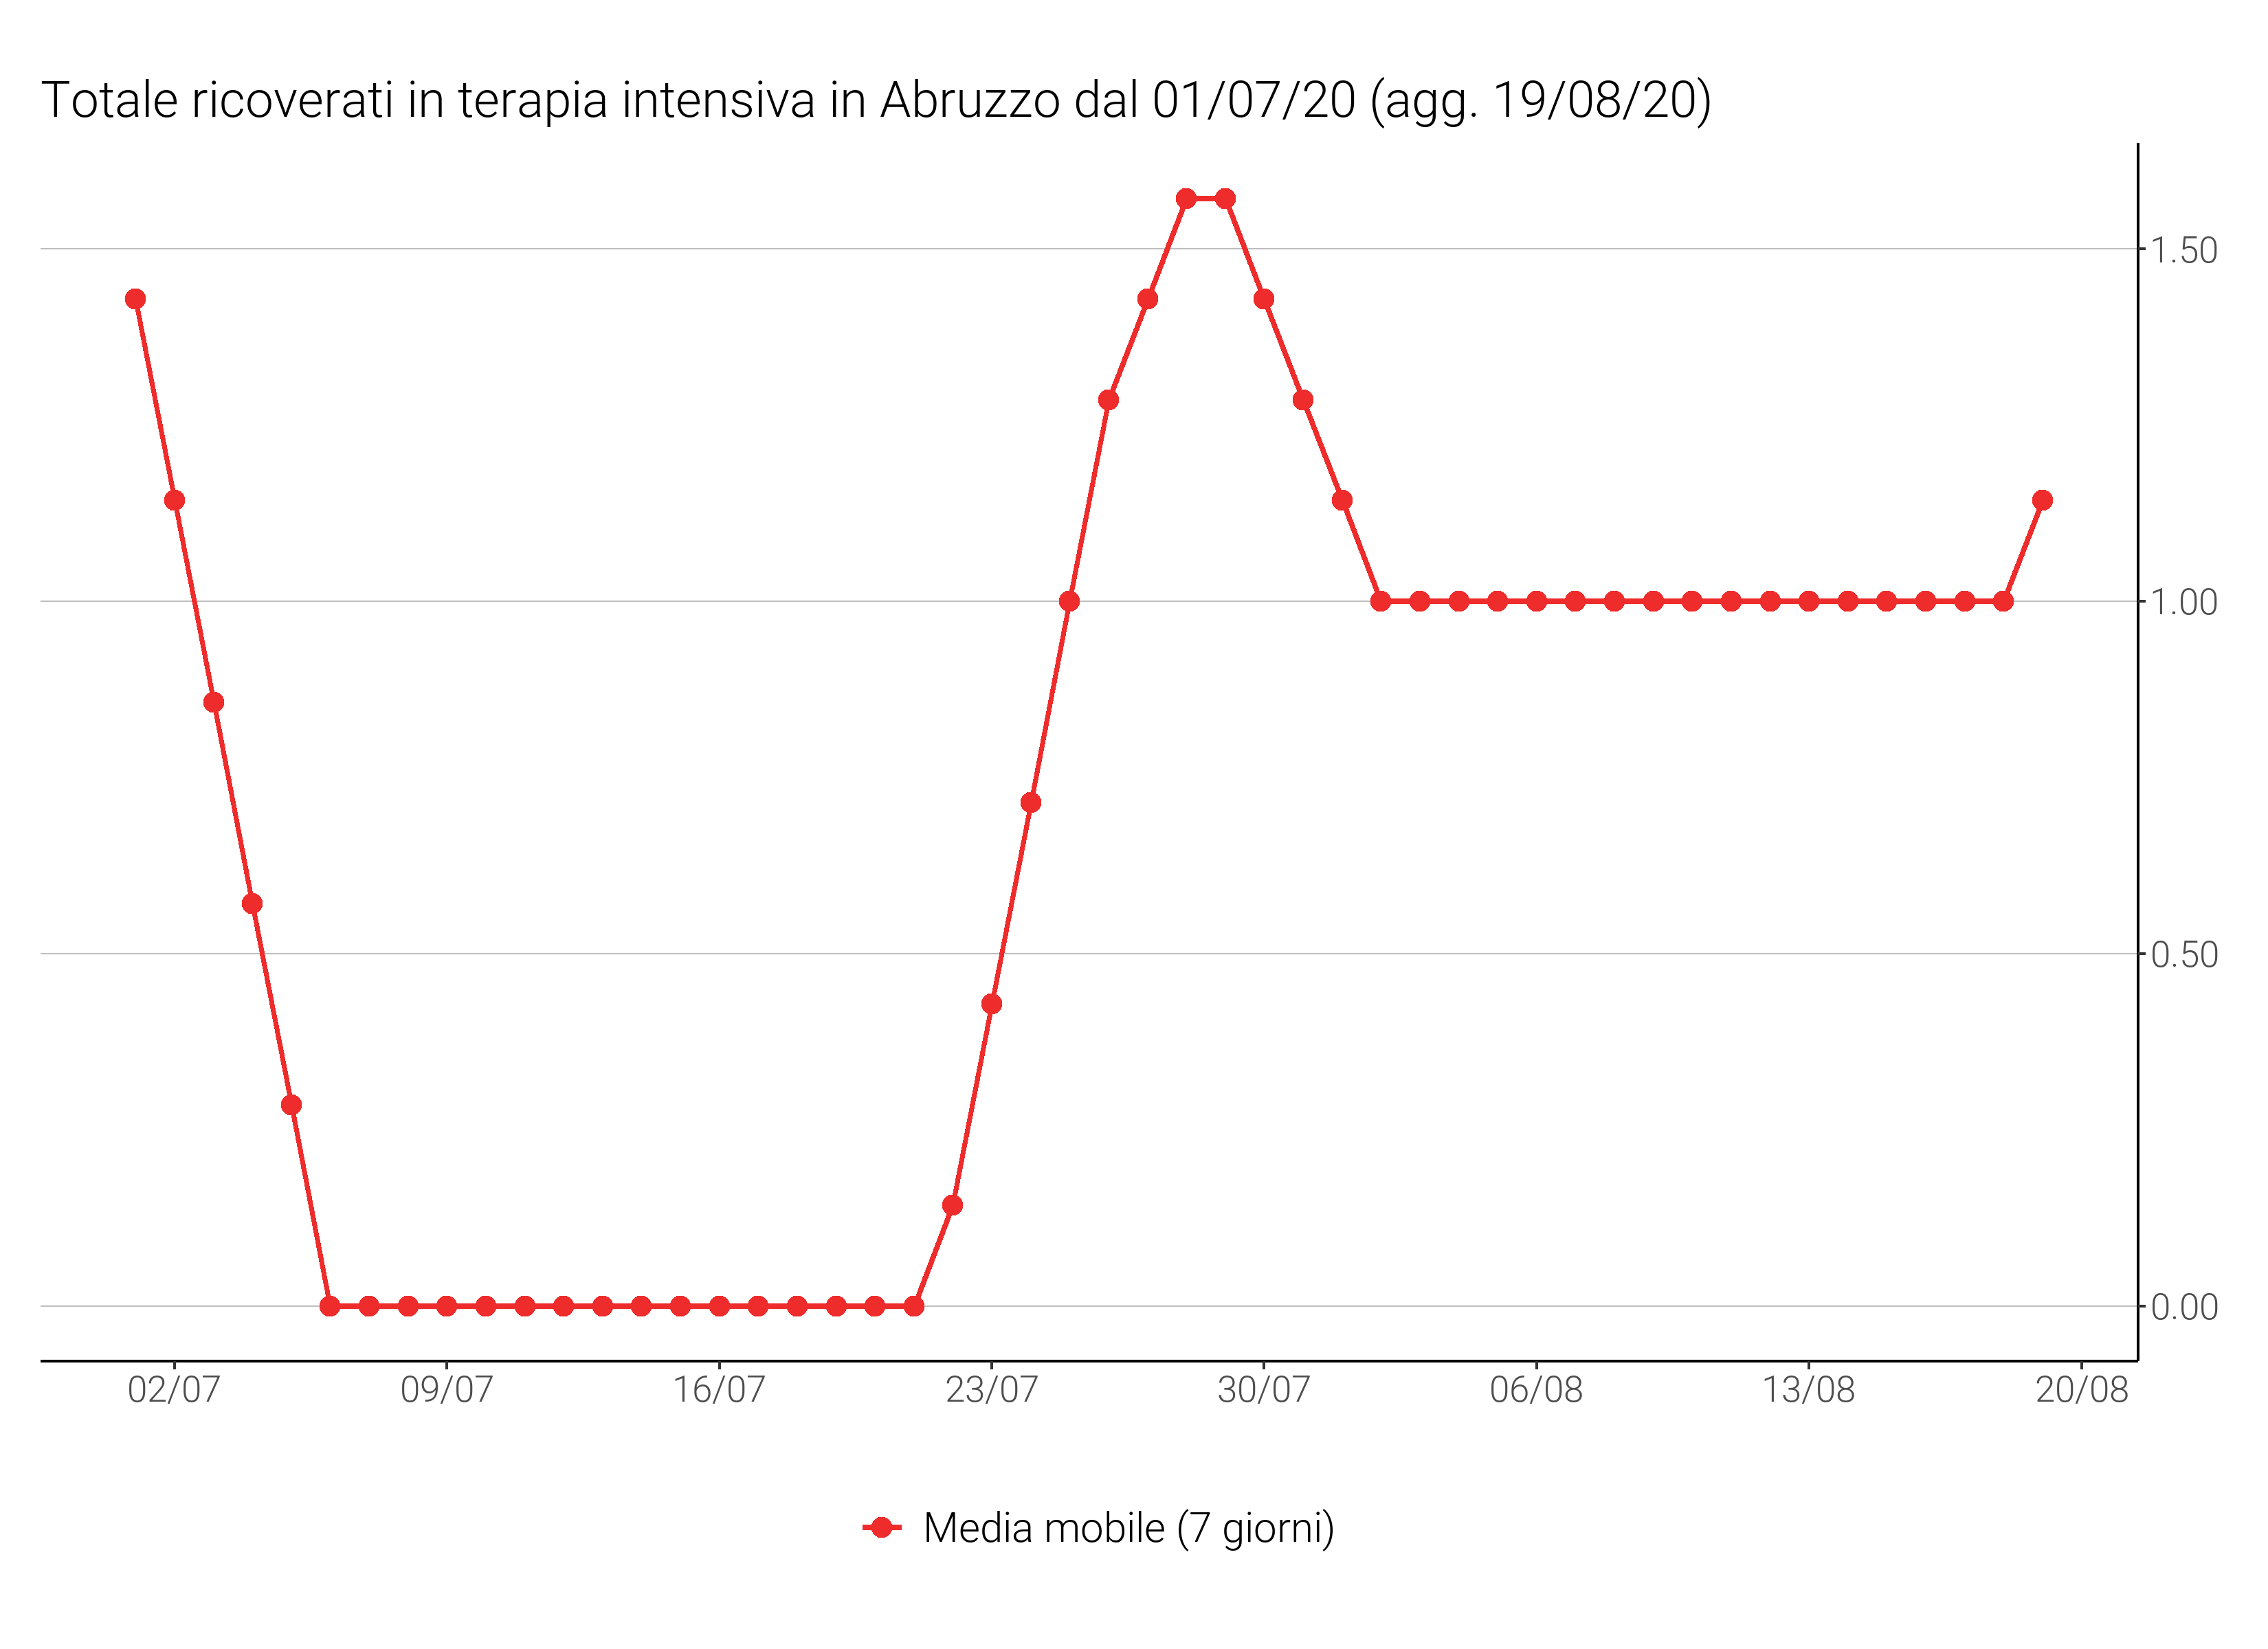 Totale ricoverati in terapia intensiva in Abruzzo dal 01/07/20 (agg. 19/08/20)
1.50
1.00
0.50
0.00
02/07 09/07 16/07 23/07 30/07 06/08 13/08 20/08
Media mobile (7 giorni)